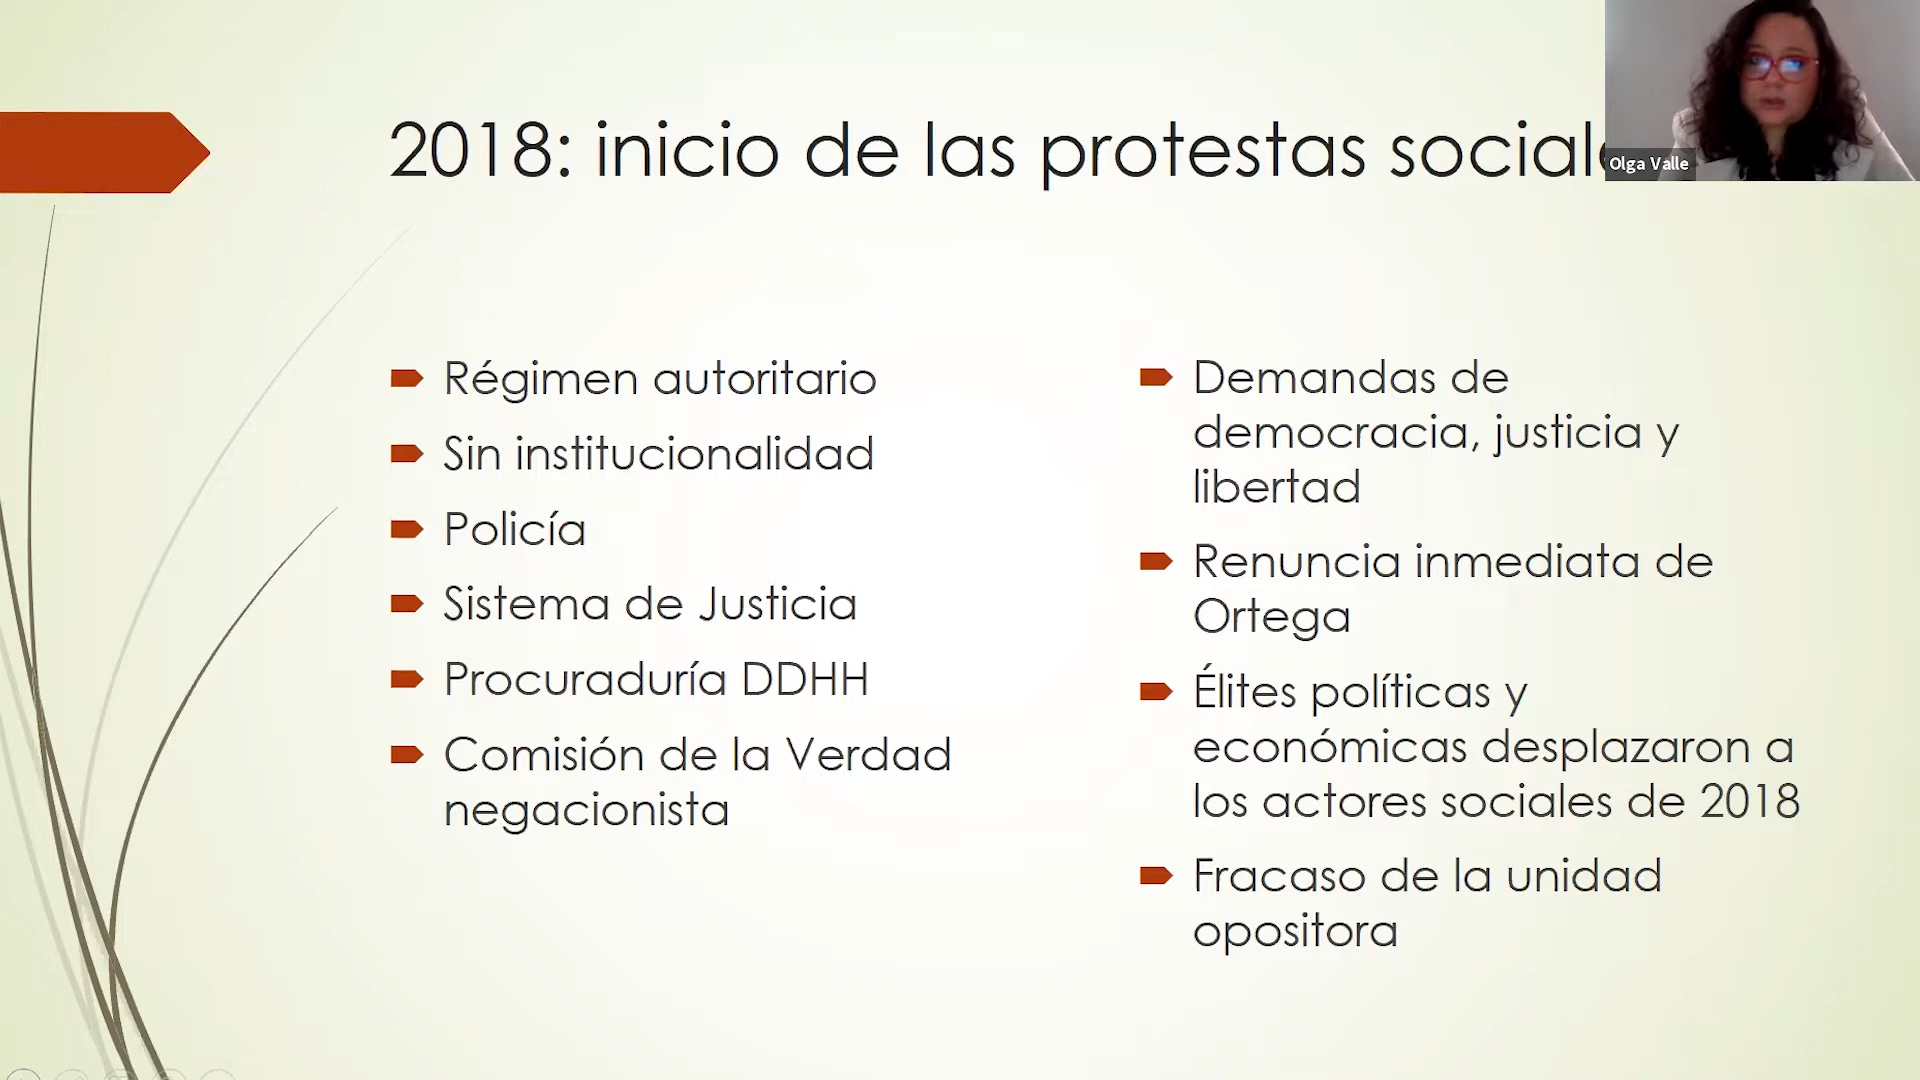 2018: inicio de las protestas
Olga Valle
Régimen autoritario
Sin institucionalidad
Policía
Sistema de Justicia
Procuraduría DDHH
Comisión de la Verdad
negacionista
Demandas de
democracia, justicia y
libertad
Renuncia inmediata de
Ortega
Élites políticas y
económicas desplazaron a
los actores sociales de 2018
Fracaso de la unidad
opositora